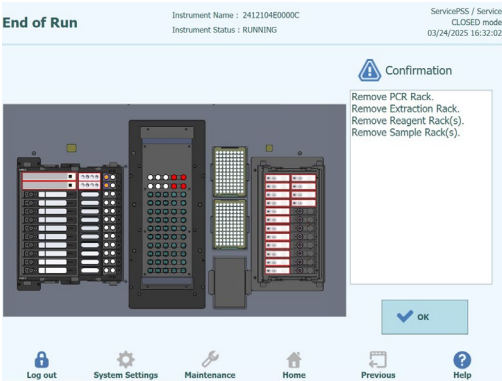 End of Run
Instrument Name : 2412104E0000C
Instrument Status : RUNNING
ServicePSS / Service
CLOSED mode
03/24/2025 16:32:02
Confirmation
Remove PCR Rack.
Remove Extraction Rack.
Remove Reagent Rack(s).
Remove Sample Rack(s).
OK
Log out
System Settings
Maintenance
Home
Previous
Help